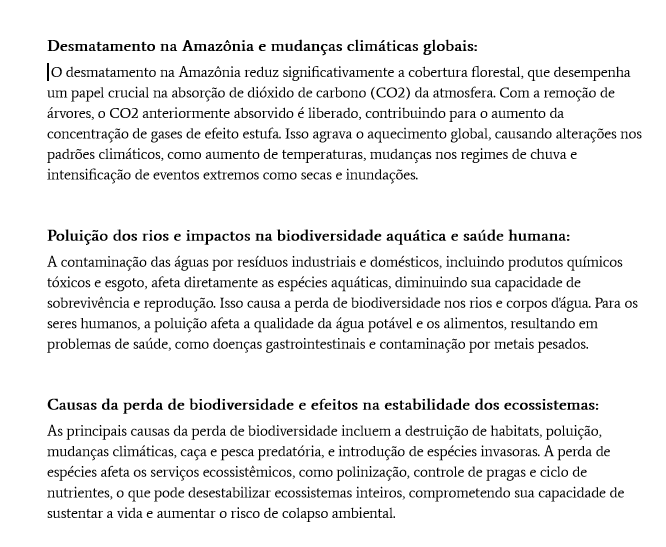 Desmatamento na Amazônia e mudanças climáticas globais:
O desmatamento na Amazônia reduz significativamente a cobertura florestal, que desempenha
um papel crucial na absorção de dióxido de carbono (CO2) da atmosfera. Com a remoção de
árvores, o CO2 anteriormente absorvido é liberado, contribuindo para o aumento da
concentração de gases de efeito estufa. Isso agrava o aquecimento global, causando alterações nos
padrões climáticos, como aumento de temperaturas, mudanças nos regimes de chuva e
intensificação de eventos extremos como secas e inundações.
Poluição dos rios e impactos na biodiversidade aquática e saúde humana:
A contaminação das águas por resíduos industriais e domésticos, incluindo produtos químicos
tóxicos e esgoto, afeta diretamente as espécies aquáticas, diminuindo sua capacidade de
sobrevivência e reprodução. Isso causa a perda de biodiversidade nos rios e corpos d'água. Para os
seres humanos, a poluição afeta a qualidade da água potável e os alimentos, resultando em
problemas de saúde, como doenças gastrointestinais e contaminação por metais pesados.
Causas da perda de biodiversidade e efeitos na estabilidade dos ecossistemas:
As principais causas da perda de biodiversidade incluem a destruição de habitats, poluição,
mudanças climáticas, caça e pesca predatória, e introdução de espécies invasoras. A perda de
espécies afeta os serviços ecossistêmicos, como polinização, controle de pragas e ciclo de
nutrientes, o que pode desestabilizar ecossistemas inteiros, comprometendo sua capacidade de
sustentar a vida e aumentar o risco de colapso ambiental.